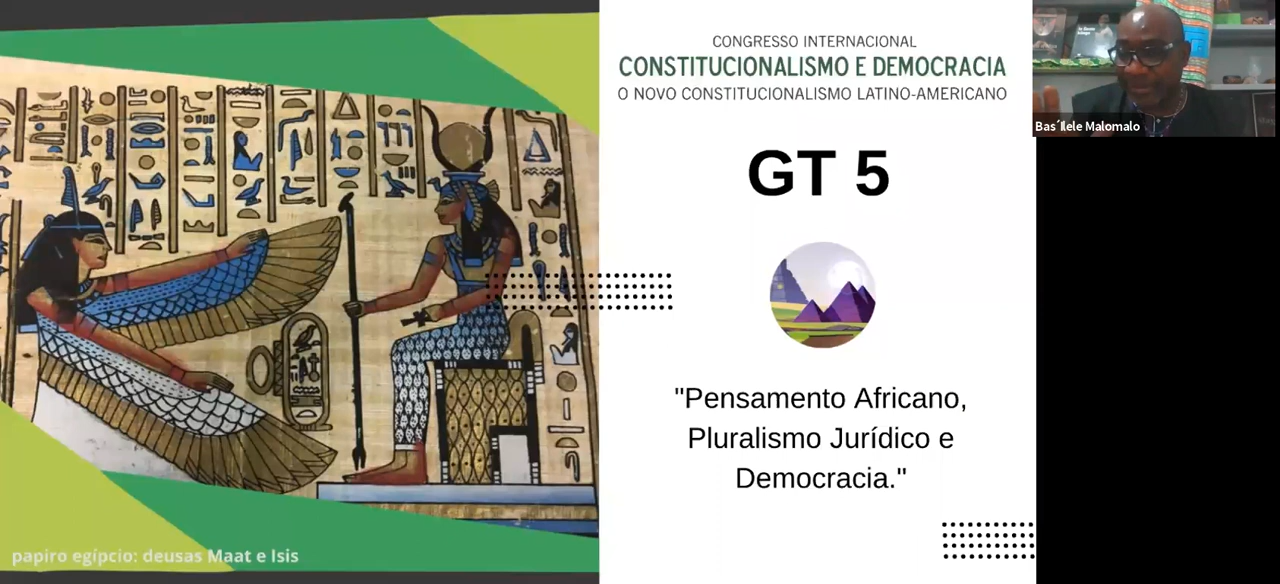 CONGRESSO INTERNACIONAL
CONSTITUCIONALISMO E DEMOCRACIA
O NOVO CONSTITUCIONALISMO LATINO-AMERICANO
GT 5
"Pensamento Africano,
Pluralismo Jurídico e
Democracia."
papiro egípcio: deusas Maat e Isis
Bas´Ilele Malomalo